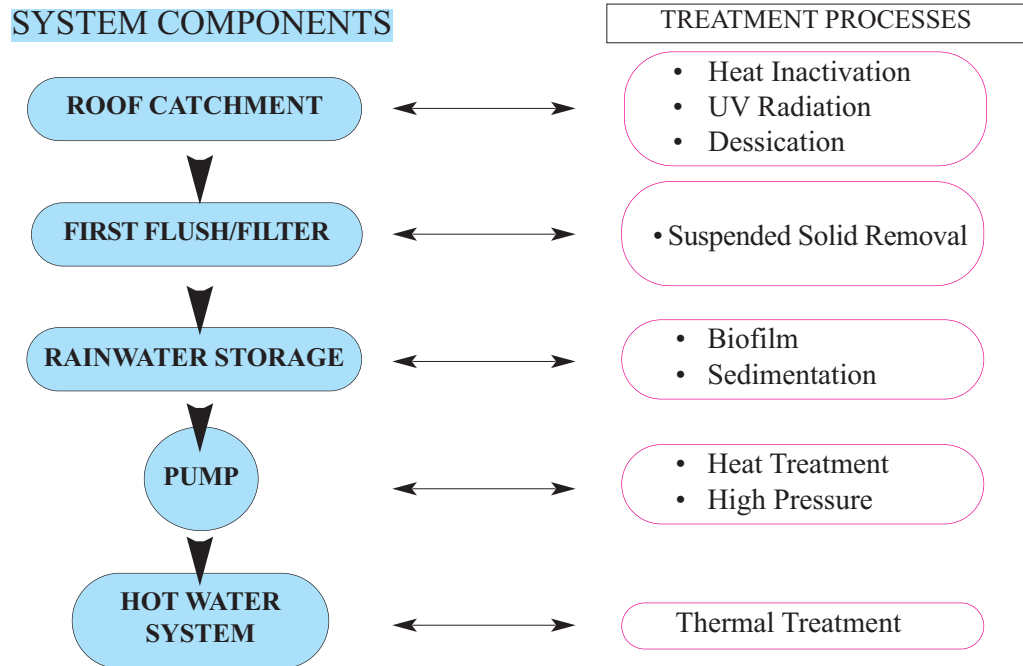 SYSTEM COMPONENTS
TREATMENT PROCESSES
ROOF CATCHMENT
• Heat Inactivation
• UV Radiation
• Dessication
FIRST FLUSH/FILTER
• Suspended Solid Removal
RAINWATER STORAGE
• Biofilm
• Sedimentation
PUMP
• Heat Treatment
• High Pressure
HOT WATER
SYSTEM
Thermal Treatment